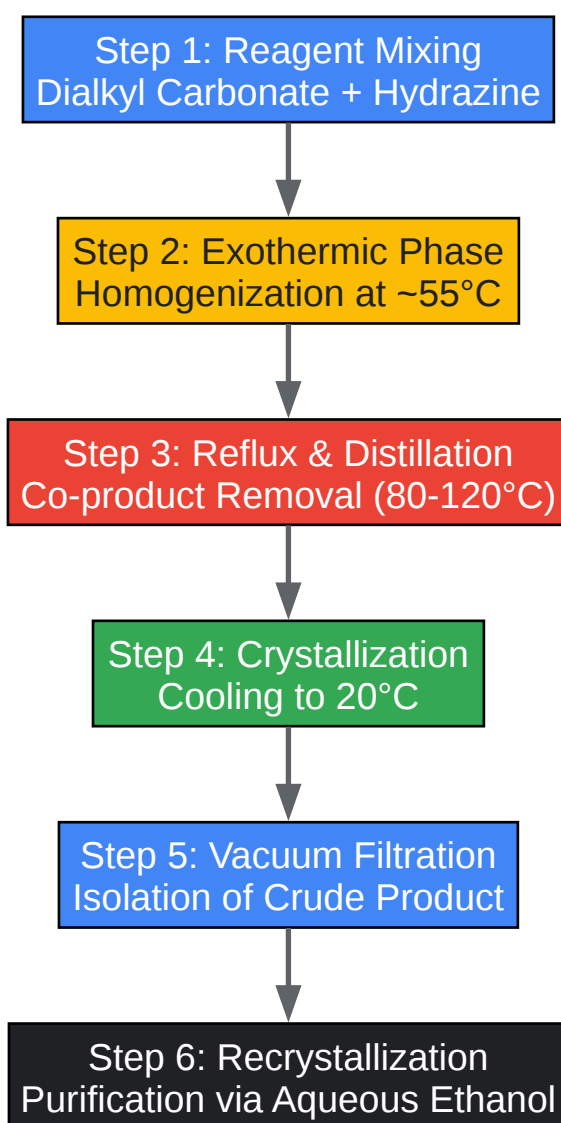 Step 1: Reagent Mixing
Dialkyl Carbonate + Hydrazine
Step 2: Exothermic Phase
Homogenization at ~55°C
Step 3: Reflux & Distillation
Co-product Removal (80-120°C)
Step 4: Crystallization
Cooling to 20°C
Step 5: Vacuum Filtration
Isolation of Crude Product
Step 6: Recrystallization
Purification via Aqueous Ethanol